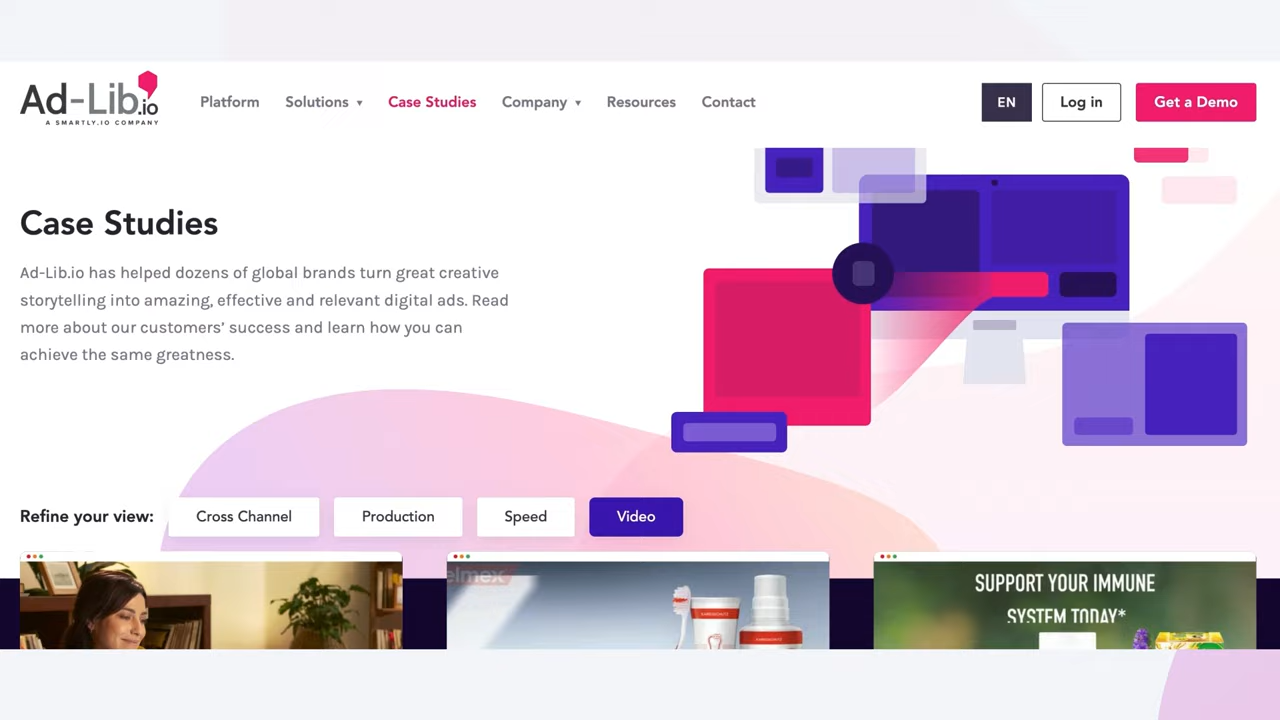 Ad-Lib.io
A SMARTLY.IO COMPANY
Platform
Solutions
Case Studies
Company
Resources
Contact
EN
Log in
Get a Demo
Case Studies
Ad-Lib.io has helped dozens of global brands turn great creative
storytelling into amazing, effective and relevant digital ads. Read
more about our customers’ success and learn how you can
achieve the same greatness.
Refine your view:
Cross Channel
Production
Speed
Video
elmex
SUPPORT YOUR IMMUNE
SYSTEM TODAY*